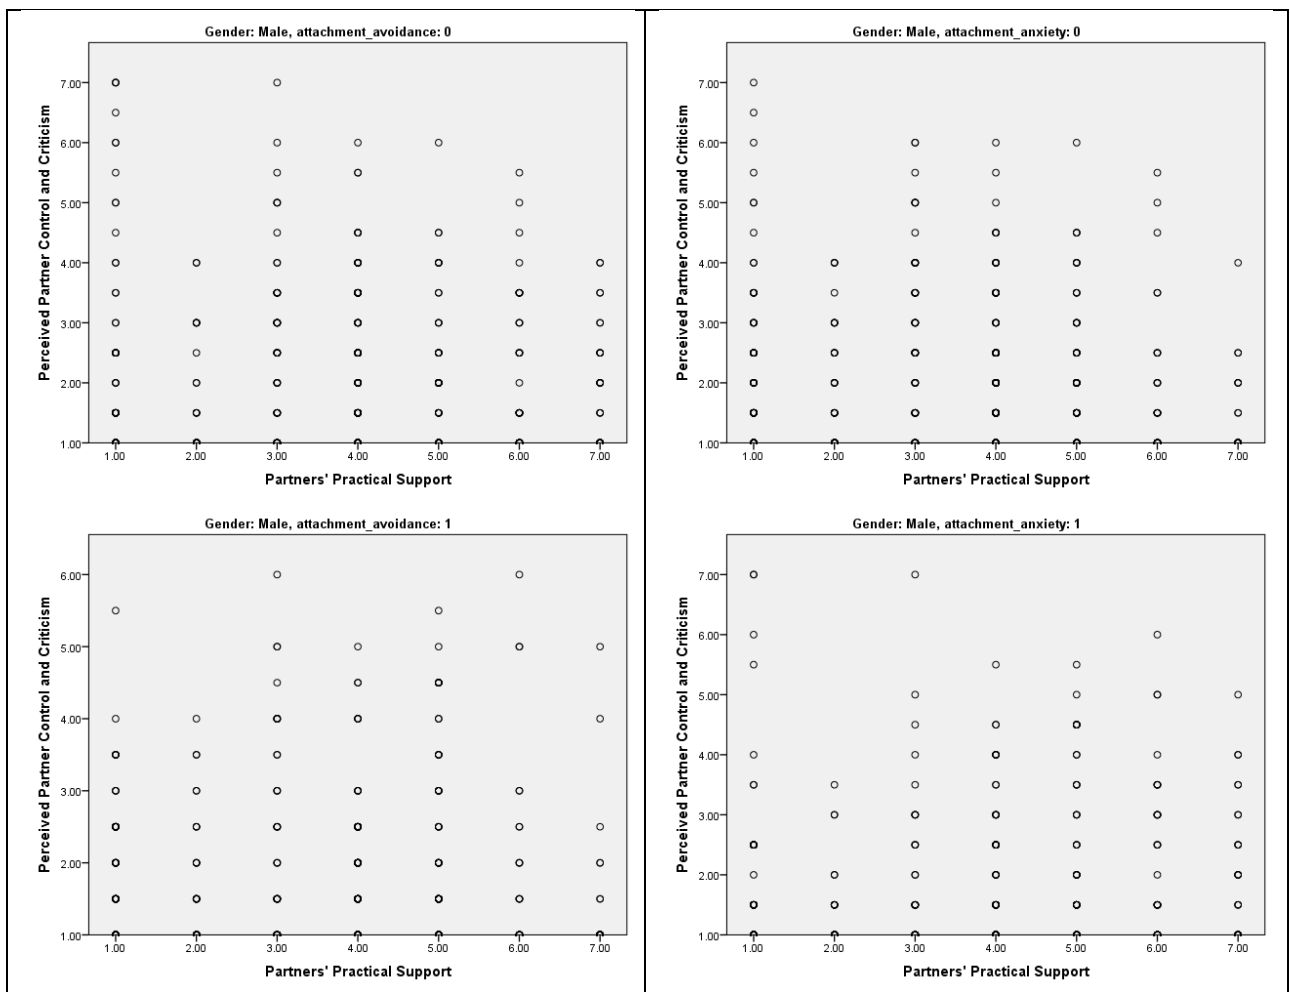 Gender: Male, attachment_avoidance: 0
Perceived Partner Control and Criticism
7.00
6.00
5.00
4.00
3.00
2.00
1.00
1.00 2.00 3.00 4.00 5.00 6.00 7.00
Partners' Practical Support
Gender: Male, attachment_anxiety: 0
Perceived Partner Control and Criticism
7.00
6.00
5.00
4.00
3.00
2.00
1.00
1.00 2.00 3.00 4.00 5.00 6.00 7.00
Partners' Practical Support
Gender: Male, attachment_avoidance: 1
Perceived Partner Control and Criticism
6.00
5.00
4.00
3.00
2.00
1.00
1.00 2.00 3.00 4.00 5.00 6.00 7.00
Partners' Practical Support
Gender: Male, attachment_anxiety: 1
Perceived Partner Control and Criticism
7.00
6.00
5.00
4.00
3.00
2.00
1.00
1.00 2.00 3.00 4.00 5.00 6.00 7.00
Partners' Practical Support